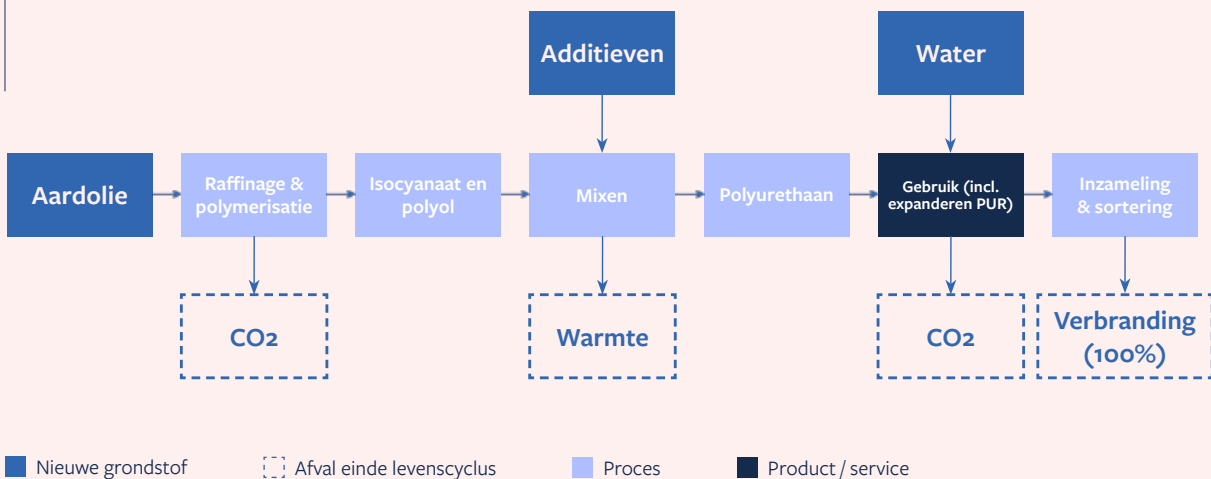 Additieven
Water
Aardolie
Raffinage &
polymerisatie
Isocyanaat en
polyol
Mixen
Polyurethaan
Gebruik (incl.
expanderen PUR)
Inzameling
& sortering
CO2
Warmte
CO2
Verbranding
(100%)
Nieuwe grondstof
Afval einde levenscyclus
Proces
Product / service